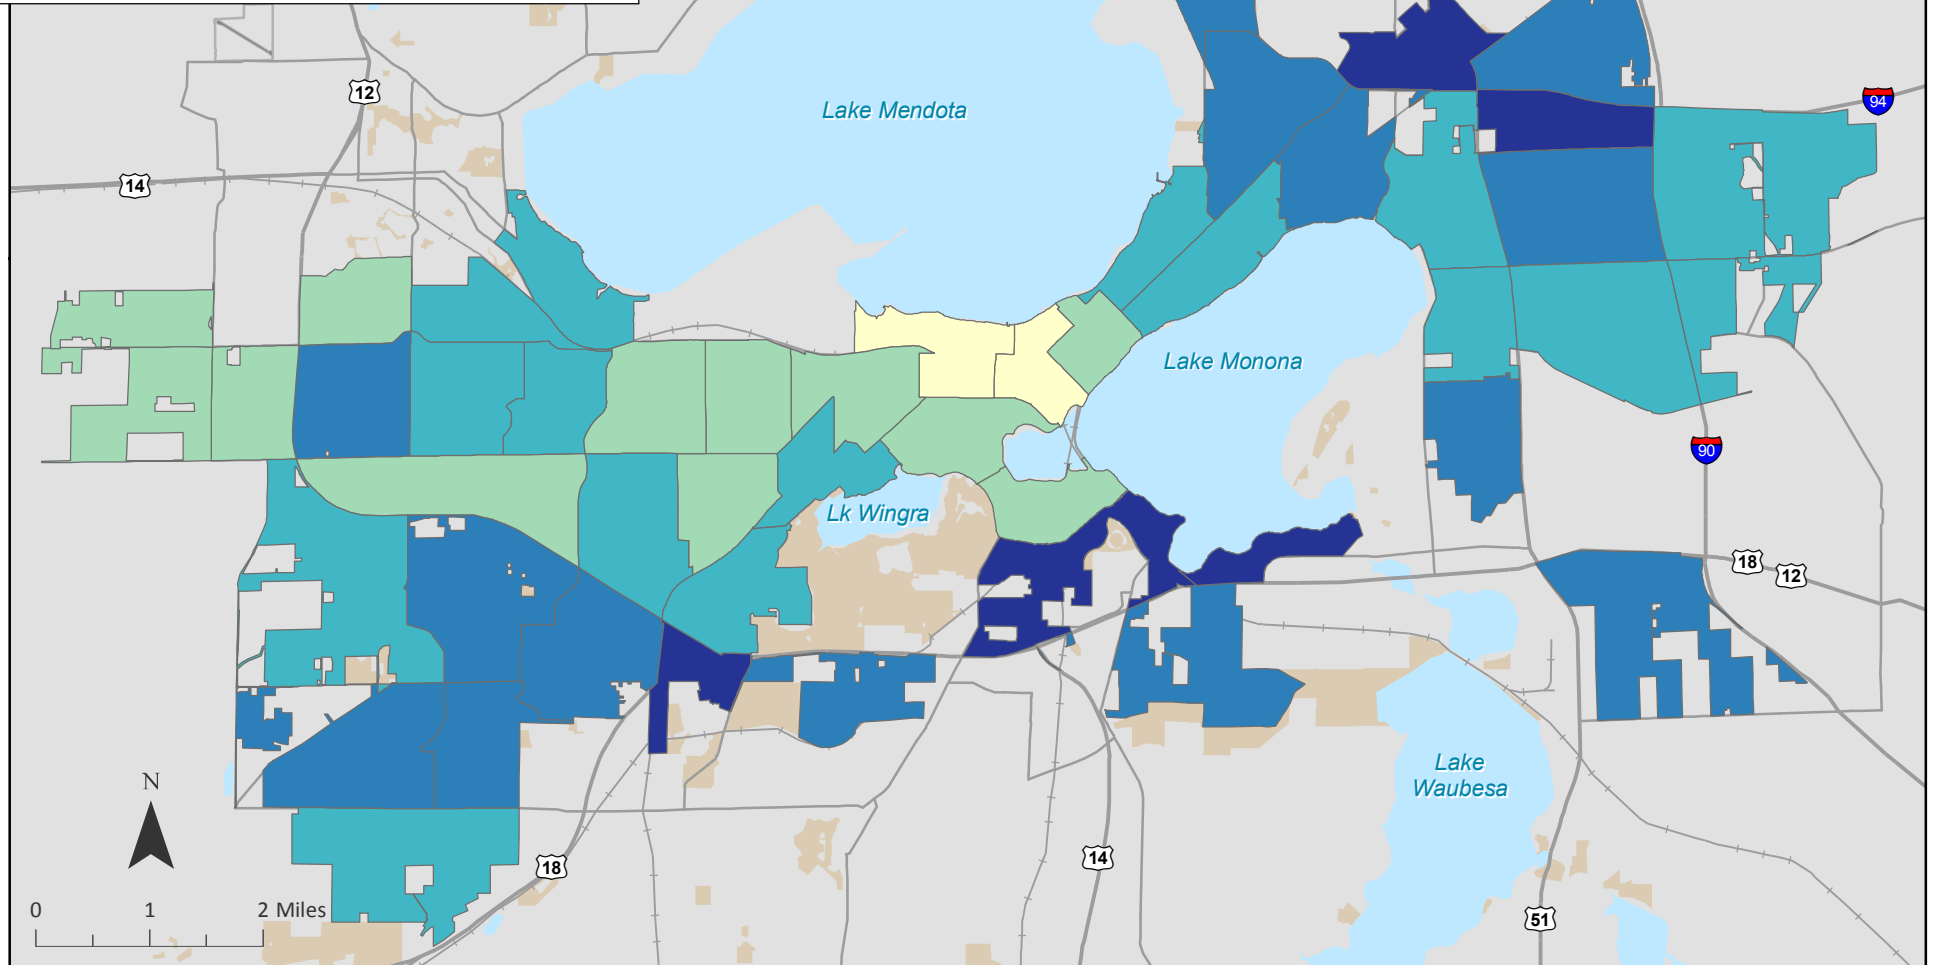 12
94
Lake Mendota
14
Lake Monona
90
Lk Wingra
18
12
Lake
Waubesa
N
18
14
0 1 2 Miles
51